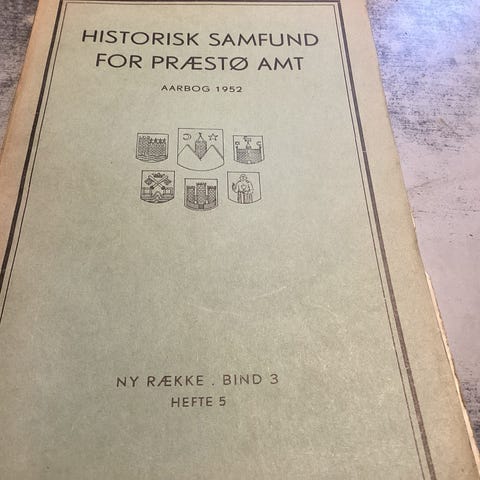 HISTORISK SAMFUND
FOR PRÆSTØ AMT
AARBOG 1952
NY RÆKKE . BIND 3
HEFTE 5